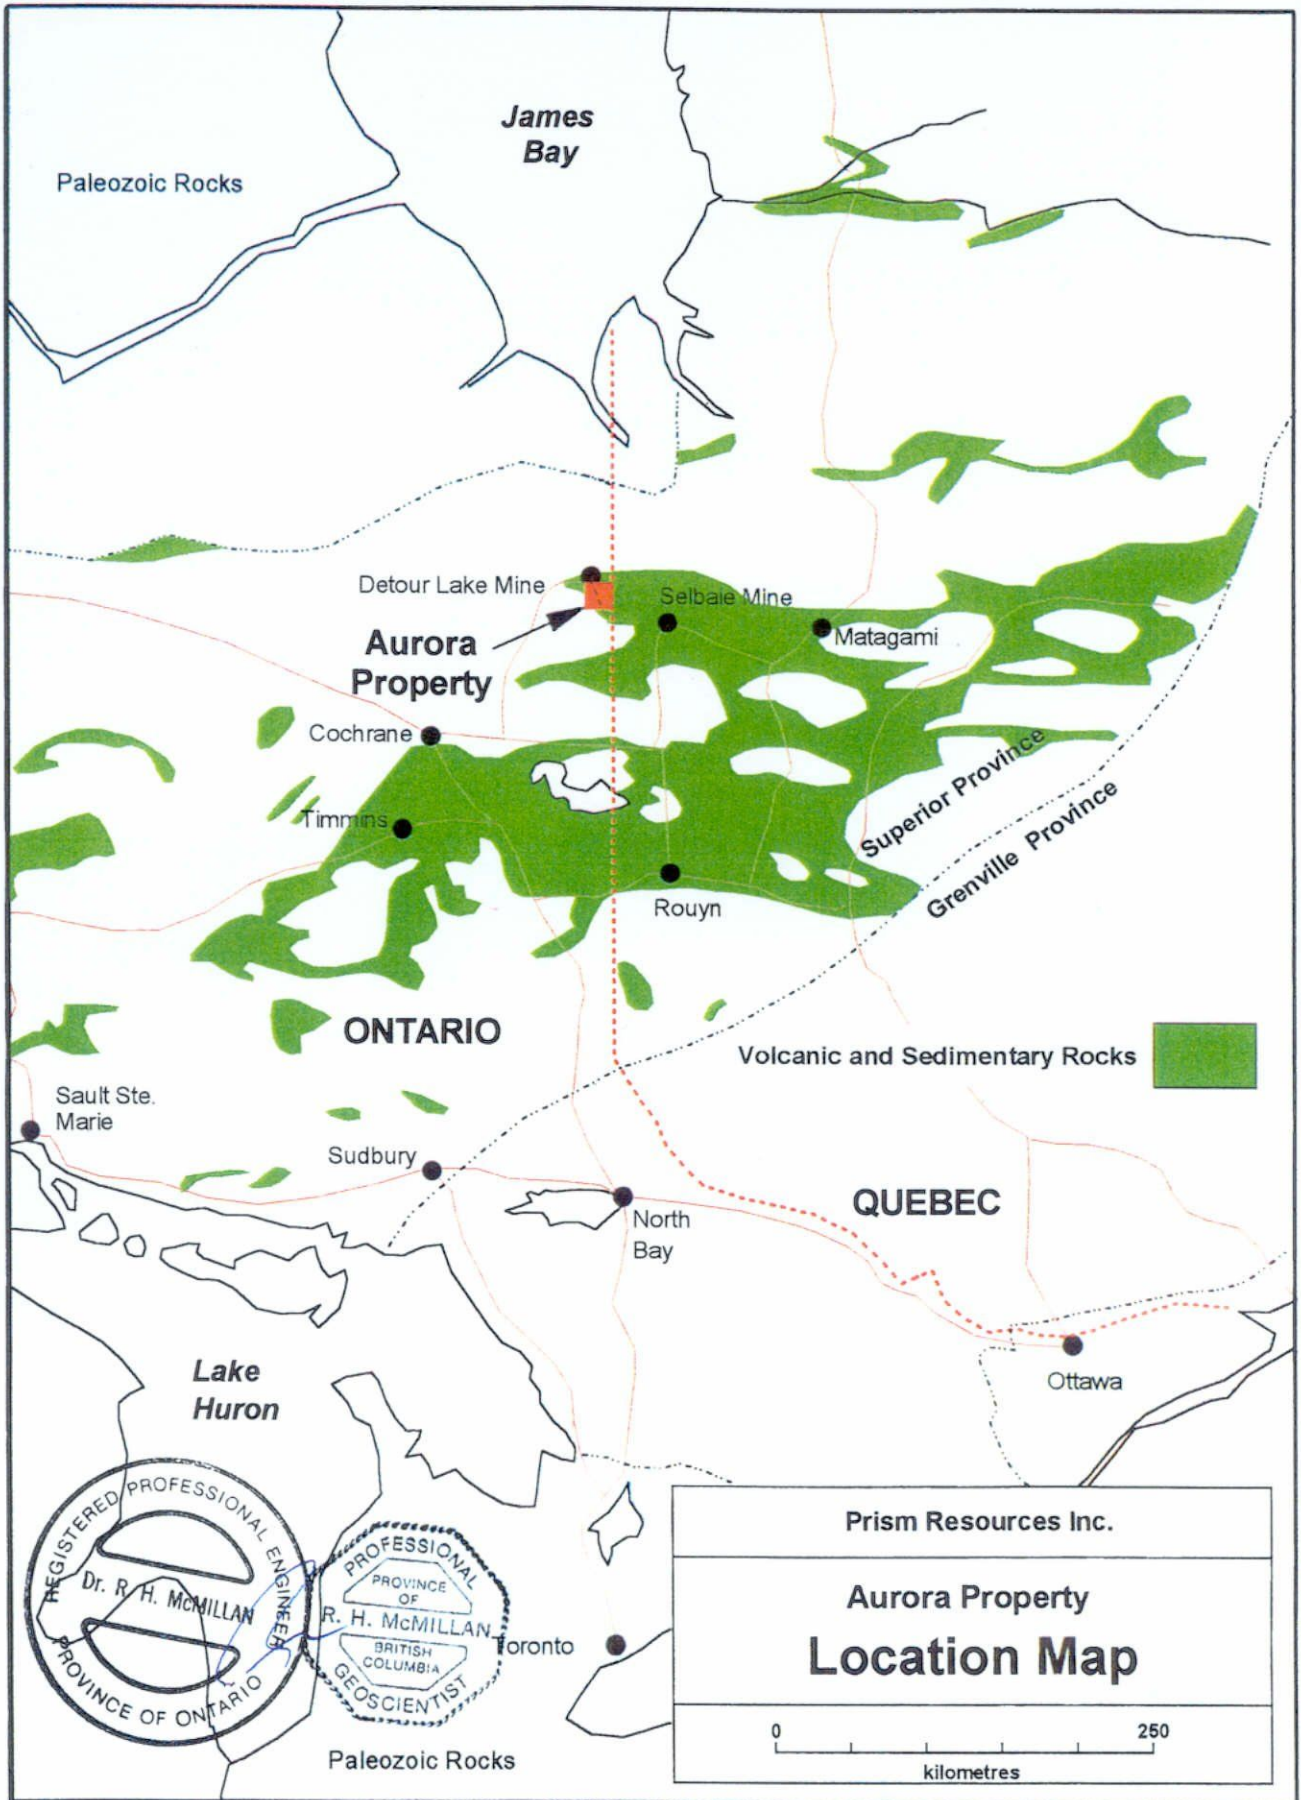 James
Bay
Paleozoic Rocks
Detour Lake Mine
Selbaie Mine
Aurora
Property
Matagami
Cochrane
Superior Province
Timmins
Grenville Province
Rouyn
ONTARIO
Volcanic and Sedimentary Rocks
Sault Ste.
Marie
Sudbury
QUEBEC
North
Bay
Lake
Huron
Ottawa
REGISTERED PROFESSIONAL ENGINEER
Dr. R. H. McMILLAN
PROVINCE OF ONTARIO
PROFESSIONAL
PROVINCE
OF
R. H. McMILLAN
BRITISH
COLUMBIA
GEOSCIENTIST
Toronto
Paleozoic Rocks
Prism Resources Inc.
Aurora Property
Location Map
0 250
kilometres